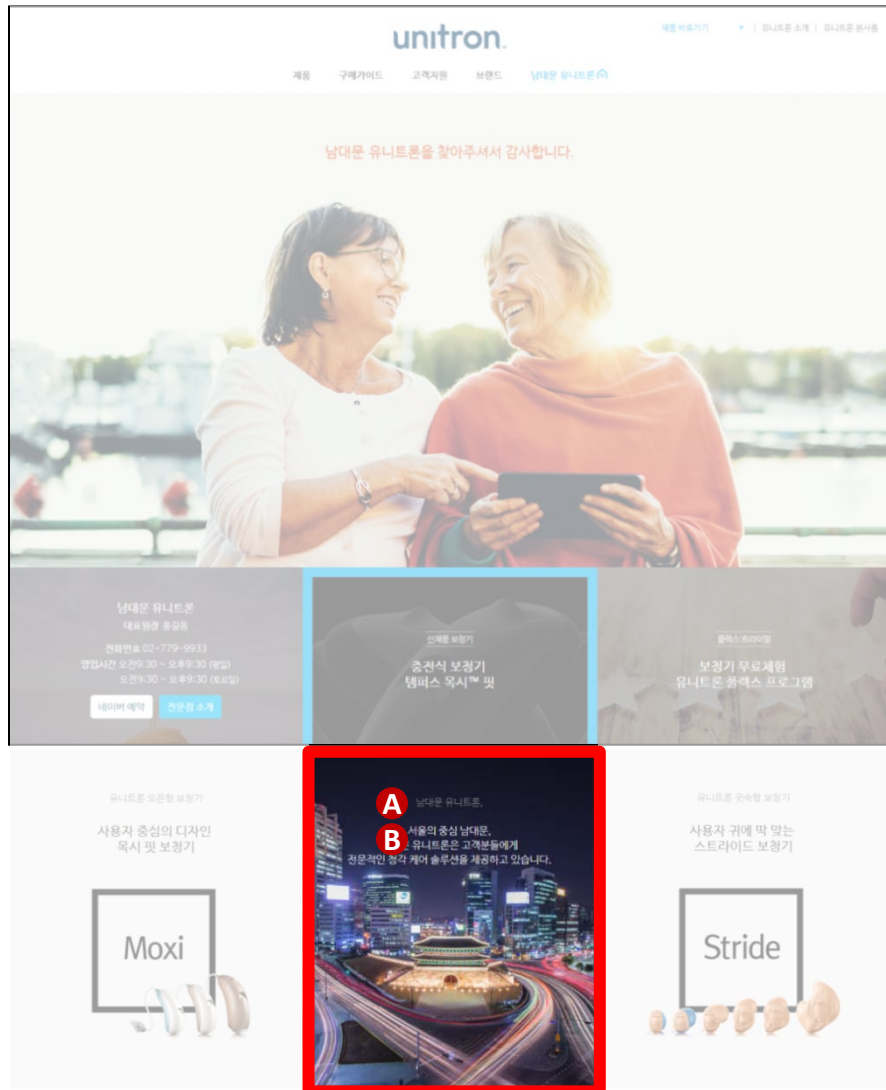 unitron.
제품 바로가기 | 유니트론 소개 | 유니트론 본사홈
제품 구매가이드 고객지원 브랜드 남대문 유니트론
남대문 유니트론을 찾아주셔서 감사합니다.
남대문 유니트론
대표원장 홍길동
전화번호 02-779-9933
영업시간 오전9:30 ~ 오후9:30 (평일)
오전9:30 ~ 오후9:30 (토요일)
네이버 예약 전문점 소개
신제품 보청기
충전식 보청기
템퍼스 목시™ 핏
플렉스:트라이얼
보청기 무료체험
유니트론 플렉스 프로그램
유니트론 오픈형 보청기
사용자 중심의 디자인
목시 핏 보청기
Moxi
A 남대문 유니트론,
B 서울의 중심 남대문,
유니트론은 고객분들에게
전문적인 청각 케어 솔루션을 제공하고 있습니다.
유니트론 귓속형 보청기
사용자 귀에 딱 맞는
스트라이드 보청기
Stride